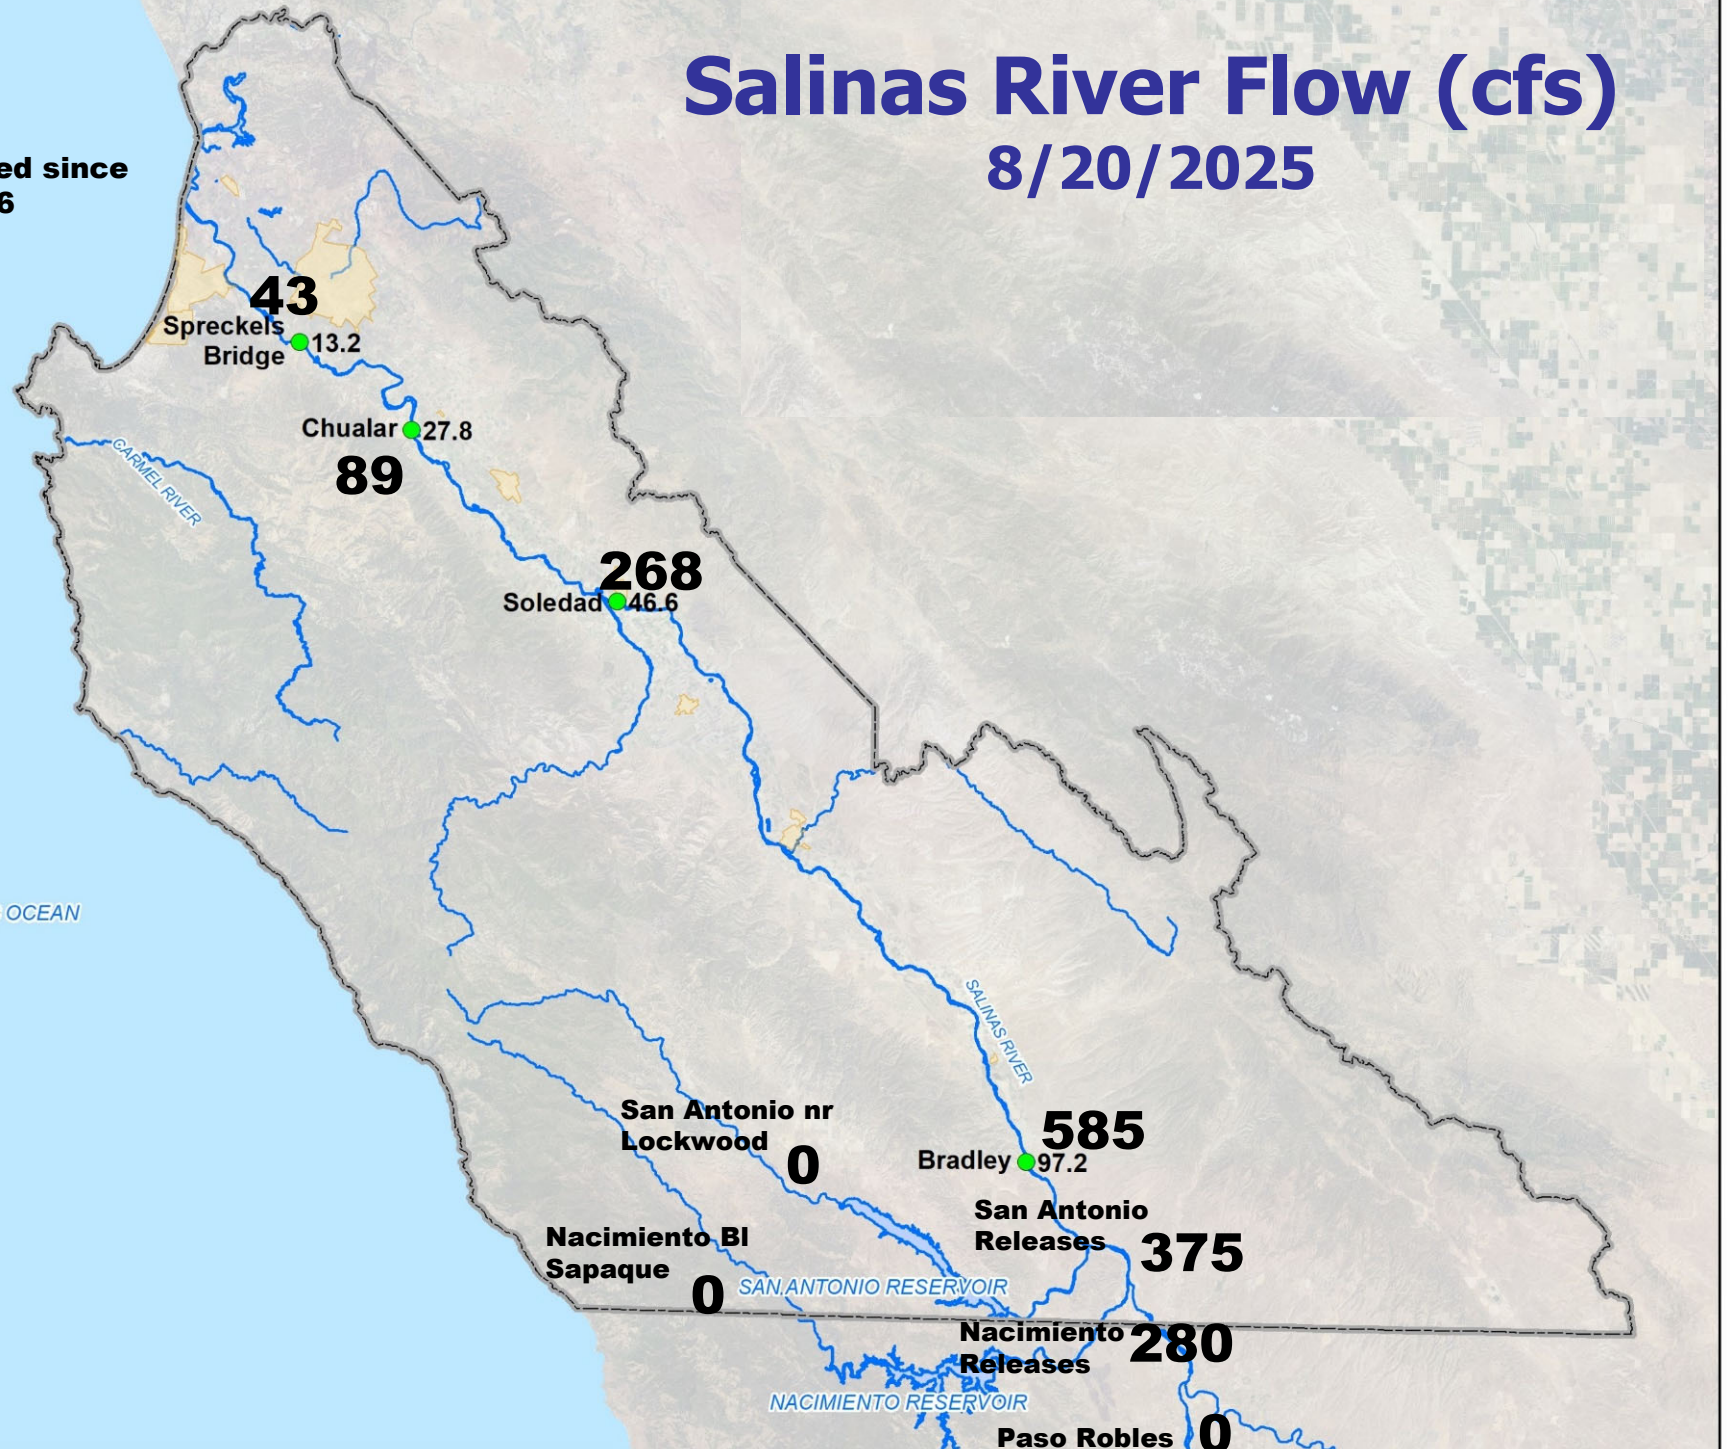 Salinas River Flow (cfs)
8/20/2025
ed since
6
43
Spreckels
Bridge
13.2
Chualar
27.8
89
CARMEL RIVER
268
Soledad
46.6
OCEAN
SALINAS RIVER
San Antonio nr
Lockwood
0
585
Bradley
97.2
San Antonio
Releases
375
Nacimiento Bl
Sapaque
0
SAN ANTONIO RESERVOIR
Nacimiento
Releases
280
NACIMIENTO RESERVOIR
Paso Robles
0